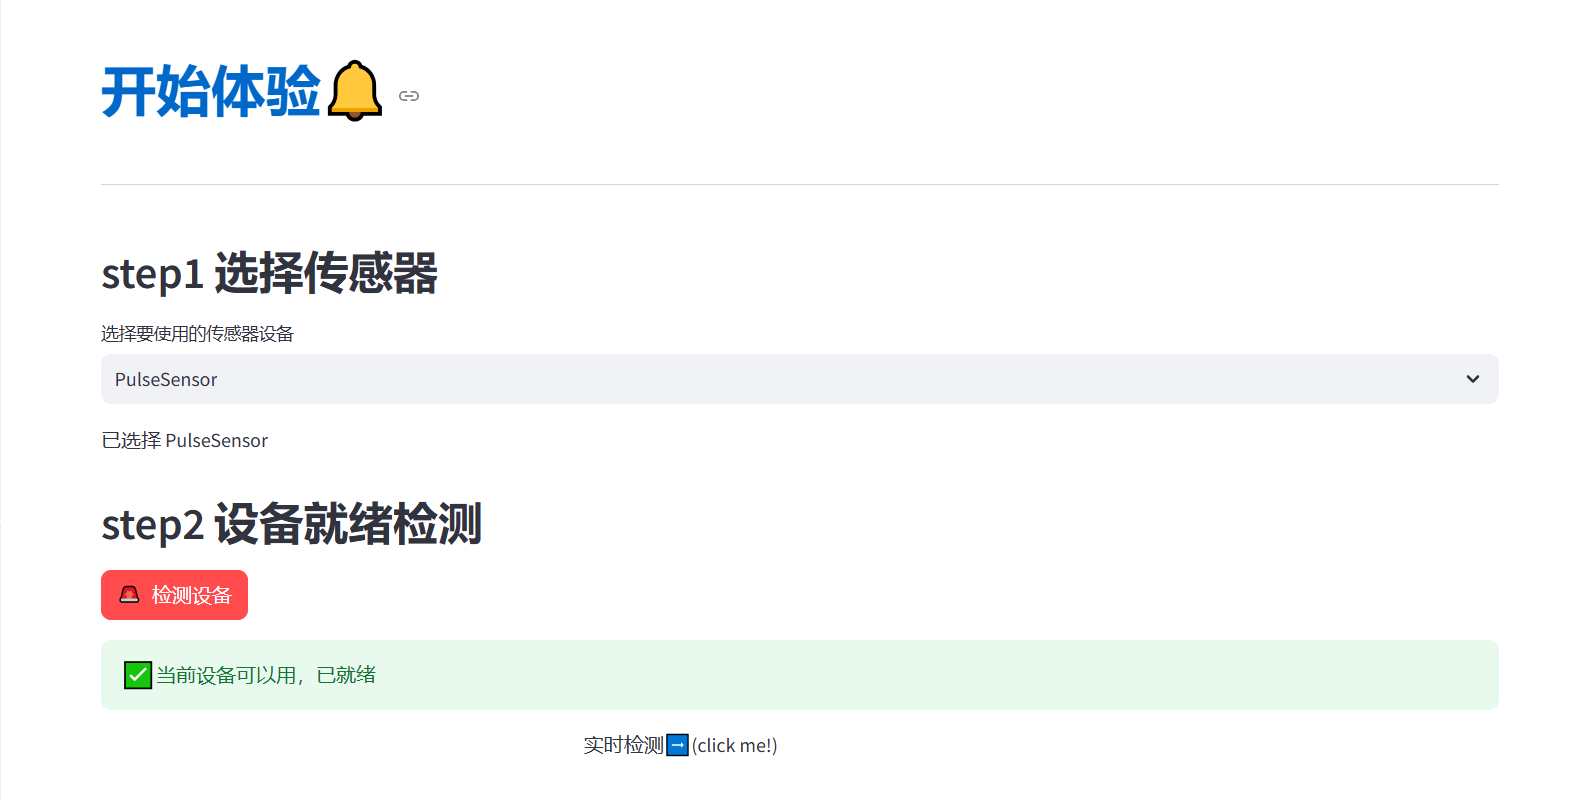 开始体验🔔
step1 选择传感器
选择要使用的传感器设备
PulseSensor
已选择 PulseSensor
step2 设备就绪检测
🚨 检测设备
✅当前设备可以用，已就绪
实时检测➡️(click me!)